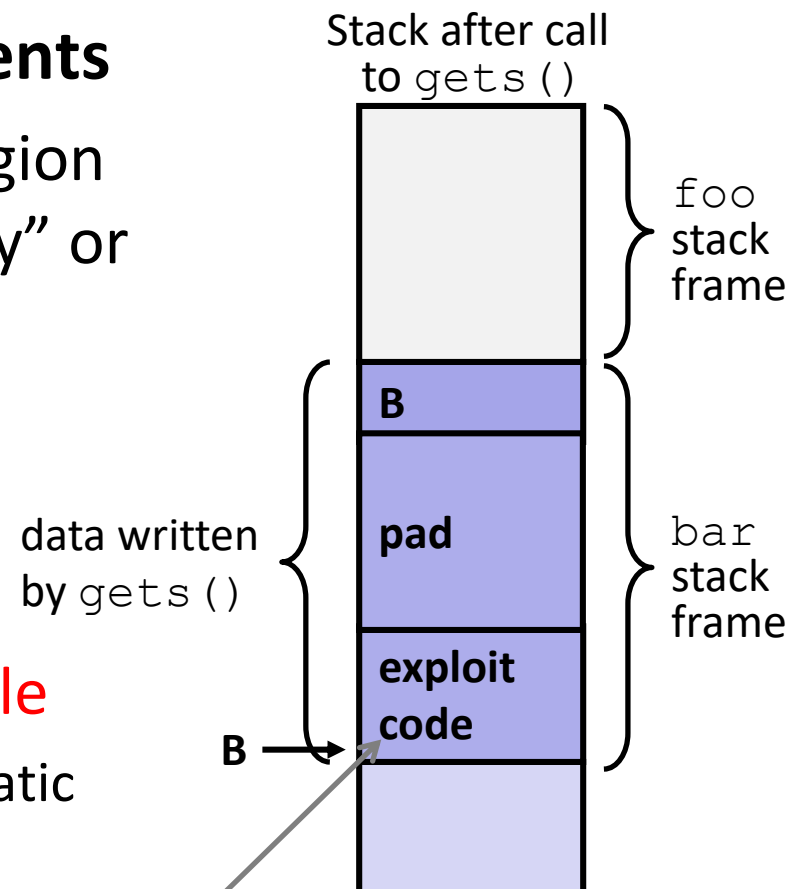 ents
gion
y” or
le
atic
Stack after call
to gets()
foo
stack
frame
B
pad
exploit
code
data written
by gets()
B
bar
stack
frame